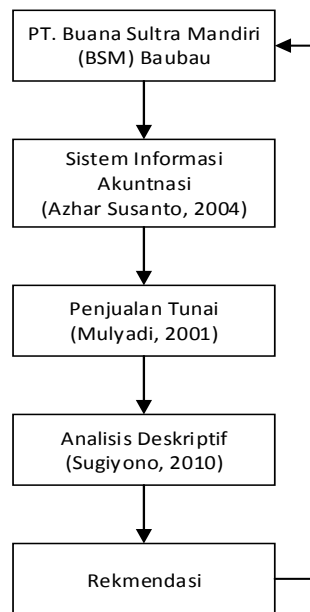 PT. Buana Sultra Mandiri
(BSM) Baubau
Sistem Informasi
Akuntnasi
(Azhar Susanto, 2004)
Penjualan Tunai
(Mulyadi, 2001)
Analisis Deskriptif
(Sugiyono, 2010)
Rekmendasi